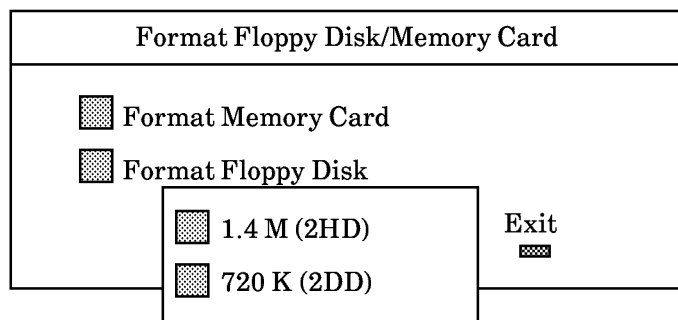 Format Floppy Disk/Memory Card
Format Memory Card
Format Floppy Disk
1.4 M (2HD)
Exit
720 K (2DD)